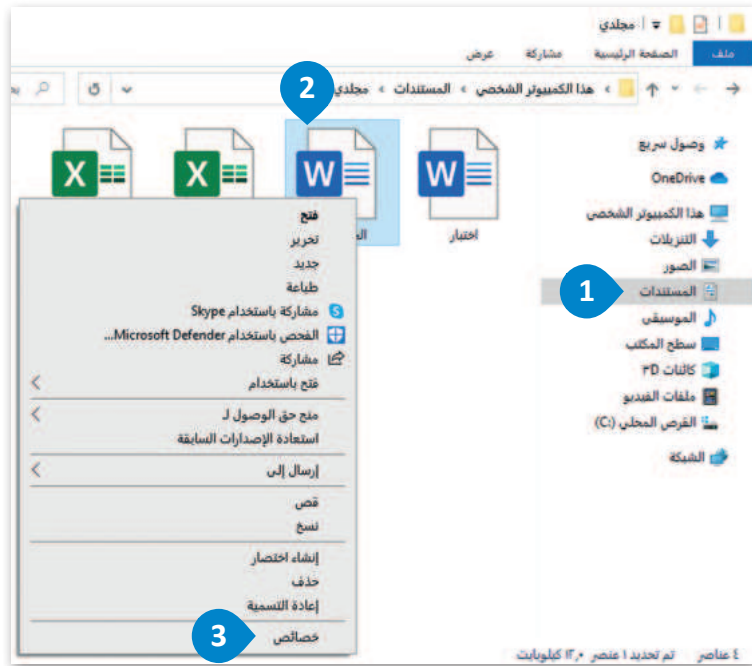 مجلدي
ملف الصفحة الرئيسية مشاركة عرض
هذا الكمبيوتر الشخصي › المستندات › مجلدي
2
وصول سريع
OneDrive
هذا الكمبيوتر الشخصي
التنزيلات
الصور
المستندات
1
الموسيقى
سطح المكتب
كائنات ٣D
ملفات الفيديو
القرص المحلي (C:)
الشبكة
اختبار
فتح
تحرير
جديد
طباعة
مشاركة باستخدام Skype
الفحص باستخدام Microsoft Defender...
مشاركة
فتح باستخدام
منح حق الوصول لـ
استعادة الإصدارات السابقة
إرسال إلى
قص
نسخ
إنشاء اختصار
حذف
إعادة التسمية
خصائص
3
٤ عناصر تم تحديد ١ عنصر ١٢٫٠ كيلوبايت